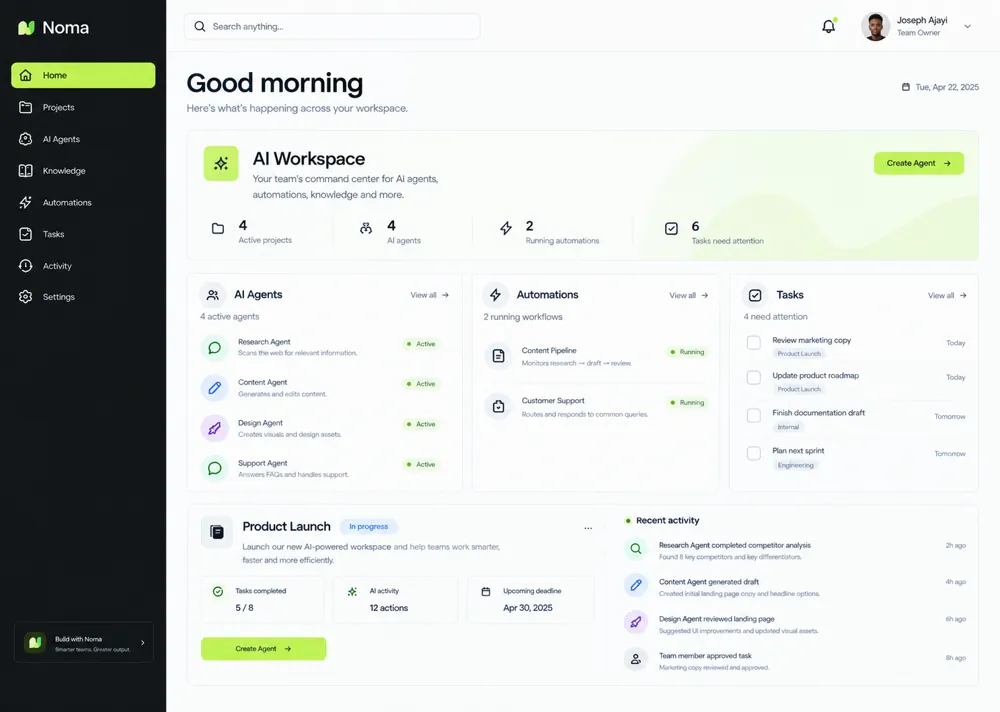 Noma
Search anything...
Joseph Ajayi
Team Owner
Home
Projects
AI Agents
Knowledge
Automations
Tasks
Activity
Settings
Build with Noma
Smarter teams. Greater output.
Good morning
Here's what's happening across your workspace.
Tue, Apr 22, 2025
AI Workspace
Your team's command center for AI agents,
automations, knowledge and more.
Create Agent →
4
Active projects
4
AI agents
2
Running automations
6
Tasks need attention
AI Agents
View all →
4 active agents
Research Agent
Scans the web for relevant information.
Active
Content Agent
Generates and edits content.
Active
Design Agent
Creates visuals and design assets.
Active
Support Agent
Answers FAQs and handles support.
Active
Automations
View all →
2 running workflows
Content Pipeline
Monitors research → draft → review.
Running
Customer Support
Routes and responds to common queries.
Running
Tasks
View all →
4 need attention
Review marketing copy
Product Launch
Today
Update product roadmap
Product Launch
Today
Finish documentation draft
Internal
Tomorrow
Plan next sprint
Engineering
Tomorrow
Product Launch
In progress
...
Launch our new AI-powered workspace and help teams work smarter,
faster and more efficiently.
Tasks completed
5 / 8
AI activity
12 actions
Upcoming deadline
Apr 30, 2025
Create Agent →
Recent activity
Research Agent completed competitor analysis
Found 8 key competitors and key differentiators.
2h ago
Content Agent generated draft
Created initial landing page copy and headline options.
4h ago
Design Agent reviewed landing page
Suggested UI improvements and updated visual assets.
6h ago
Team member approved task
Marketing copy reviewed and approved.
8h ago